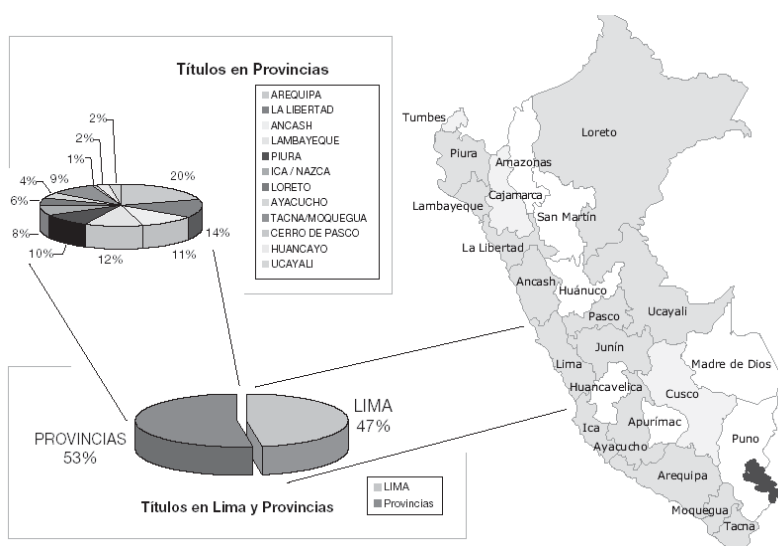 Títulos en Provincias
2%
2%
1%
9%
4%
6%
8%
10%
12%
11%
14%
20%
AREQUIPA
LA LIBERTAD
ANCASH
LAMBAYEQUE
PIURA
ICA / NAZCA
LORETO
AYACUCHO
TACNA/MOQUEGUA
CERRO DE PASCO
HUANCAYO
UCAYALI
PROVINCIAS
53%
LIMA
47%
LIMA
Provincias
Títulos en Lima y Provincias
Tumbes
Piura
Loreto
Amazonas
Lambayeque
Cajamarca
San Martín
La Libertad
Ancash
Huánuco
Ucayali
Pasco
Junín
Lima
Madre de Dios
Huancavelica
Cusco
Ica
Apurímac
Ayacucho
Puno
Arequipa
Moquegua
Tacna